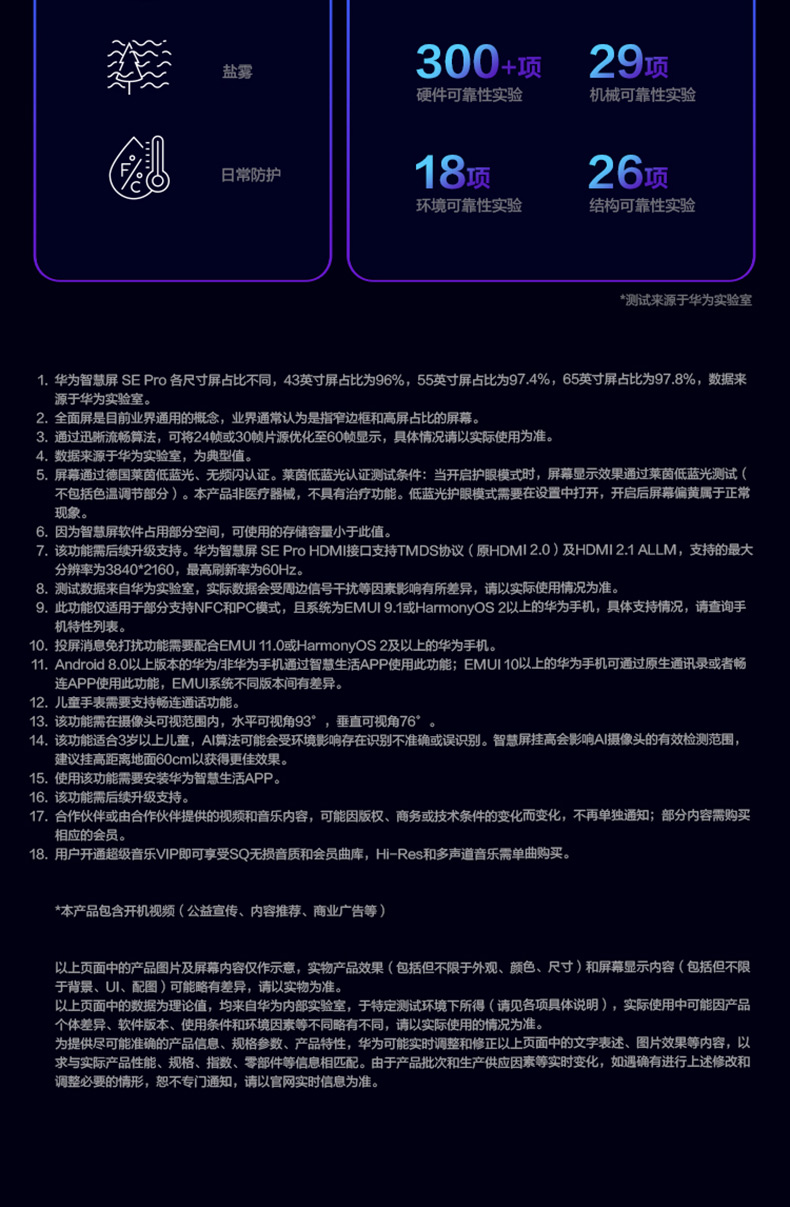 盐雾
300+项
29项
硬件可靠性实验
机械可靠性实验
F°/°C
日常防护
18项
26项
环境可靠性实验
结构可靠性实验
*测试来源于华为实验室
1. 华为智慧屏 SE Pro 各尺寸屏占比不同，43英寸屏占比为96%，55英寸屏占比为97.4%，65英寸屏占比为97.8%，数据来
源于华为实验室。
2. 全面屏是目前业界通用的概念，业界通常认为是指窄边框和高屏占比的屏幕。
3. 通过迅晰流畅算法，可将24帧或30帧片源优化至60帧显示，具体情况请以实际使用为准。
4. 数据来源于华为实验室，为典型值。
5. 屏幕通过德国莱茵低蓝光、无频闪认证。莱茵低蓝光认证测试条件：当开启护眼模式时，屏幕显示效果通过莱茵低蓝光测试（
不包括色温调节部分）。本产品非医疗器械，不具有治疗功能。低蓝光护眼模式需要在设置中打开，开启后屏幕偏黄属于正常
现象。
6. 因为智慧屏软件占用部分空间，可使用的存储容量小于此值。
7. 该功能需后续升级支持。华为智慧屏 SE Pro HDMI接口支持TMDS协议（原HDMI 2.0）及HDMI 2.1 ALLM，支持的最大
分辨率为3840*2160，最高刷新率为60Hz。
8. 测试数据来自华为实验室，实际数据会受周边信号干扰等因素影响有所差异，请以实际使用情况为准。
9. 此功能仅适用于部分支持NFC和PC模式，且系统为EMUI 9.1或HarmonyOS 2以上的华为手机，具体支持情况，请查询手
机特性列表。
10. 投屏消息免打扰功能需要配合EMUI 11.0或HarmonyOS 2及以上的华为手机。
11. Android 8.0以上版本的华为/非华为手机通过智慧生活APP使用此功能；EMUI 10以上的华为手机可通过原生通讯录或者畅
连APP使用此功能，EMUI系统不同版本间有差异。
12. 儿童手表需要支持畅连通话功能。
13. 该功能需在摄像头可视范围内，水平可视角93°，垂直可视角76°。
14. 该功能适合3岁以上儿童，AI算法可能会受环境影响存在识别不准确或误识别。智慧屏挂高会影响AI摄像头的有效检测范围，
建议挂高距离地面60cm以获得更佳效果。
15. 使用该功能需要安装华为智慧生活APP。
16. 该功能需后续升级支持。
17. 合作伙伴或由合作伙伴提供的视频和音乐内容，可能因版权、商务或技术条件的变化而变化，不再单独通知；部分内容需购买
相应的会员。
18. 用户开通超级音乐VIP即可享受SQ无损音质和会员曲库，Hi-Res和多声道音乐需单曲购买。
*本产品包含开机视频（公益宣传、内容推荐、商业广告等）
以上页面中的产品图片及屏幕内容仅作示意，实物产品效果（包括但不限于外观、颜色、尺寸）和屏幕显示内容（包括但不限
于背景、UI、配图）可能略有差异，请以实物为准。
以上页面中的数据为理论值，均来自华为内部实验室，于特定测试环境下所得（请见各项具体说明），实际使用中可能因产品
个体差异、软件版本、使用条件和环境因素等不同略有不同，请以实际使用的情况为准。
为提供尽可能准确的产品信息、规格参数、产品特性，华为可能实时调整和修正以上页面中的文字表述、图片效果等内容，以
求与实际产品性能、规格、指数、零部件等信息相匹配。由于产品批次和生产供应因素等实时变化，如遇确有进行上述修改和
调整必要的情形，恕不专门通知，请以官网实时信息为准。